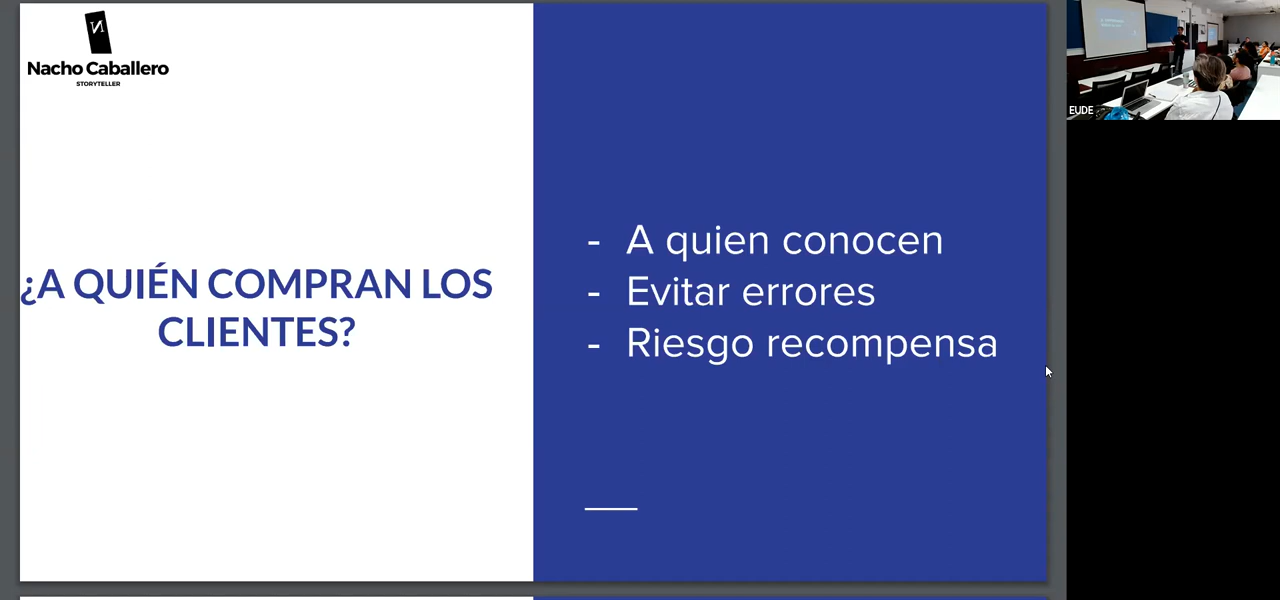 Nacho Caballero
STORYTELLER
¿A QUIÉN COMPRAN LOS
CLIENTES?
- A quien conocen
- Evitar errores
- Riesgo recompensa
EUDE